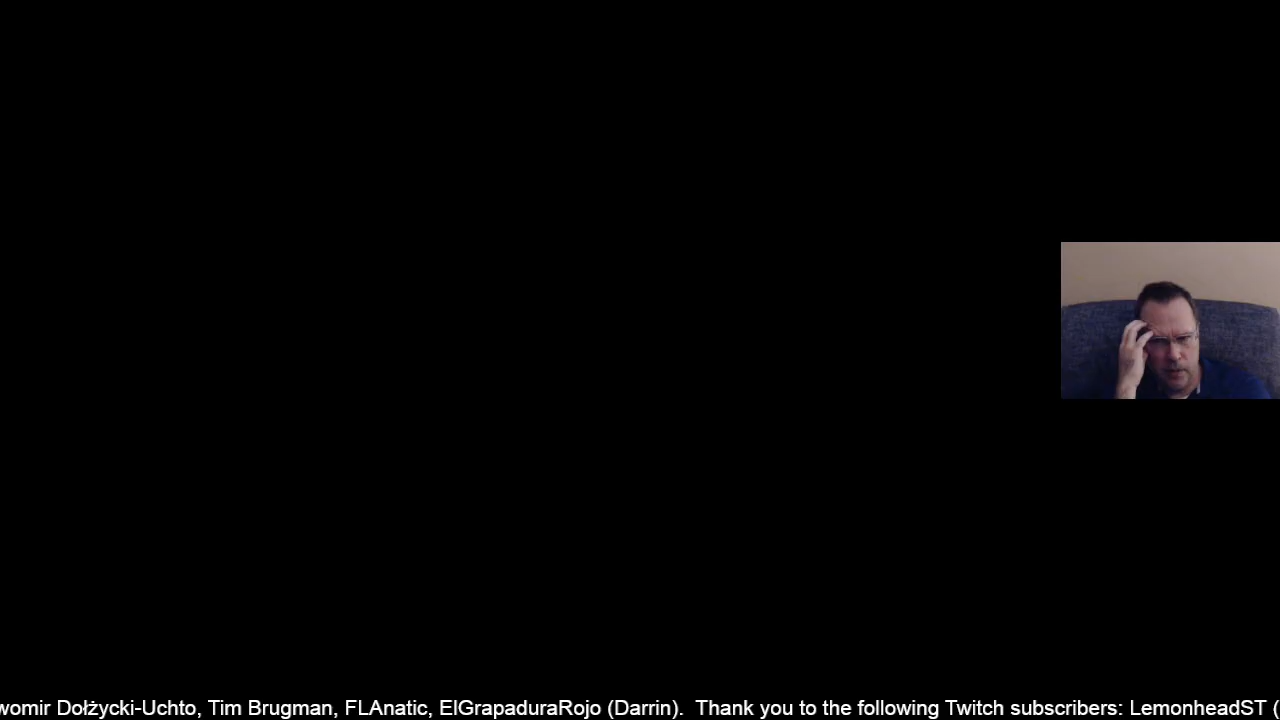 womir Dołżycki-Uchto, Tim Brugman, FLAnatic, ElGrapaduraRojo (Darrin).  Thank you to the following Twitch subscribers: LemonheadST (